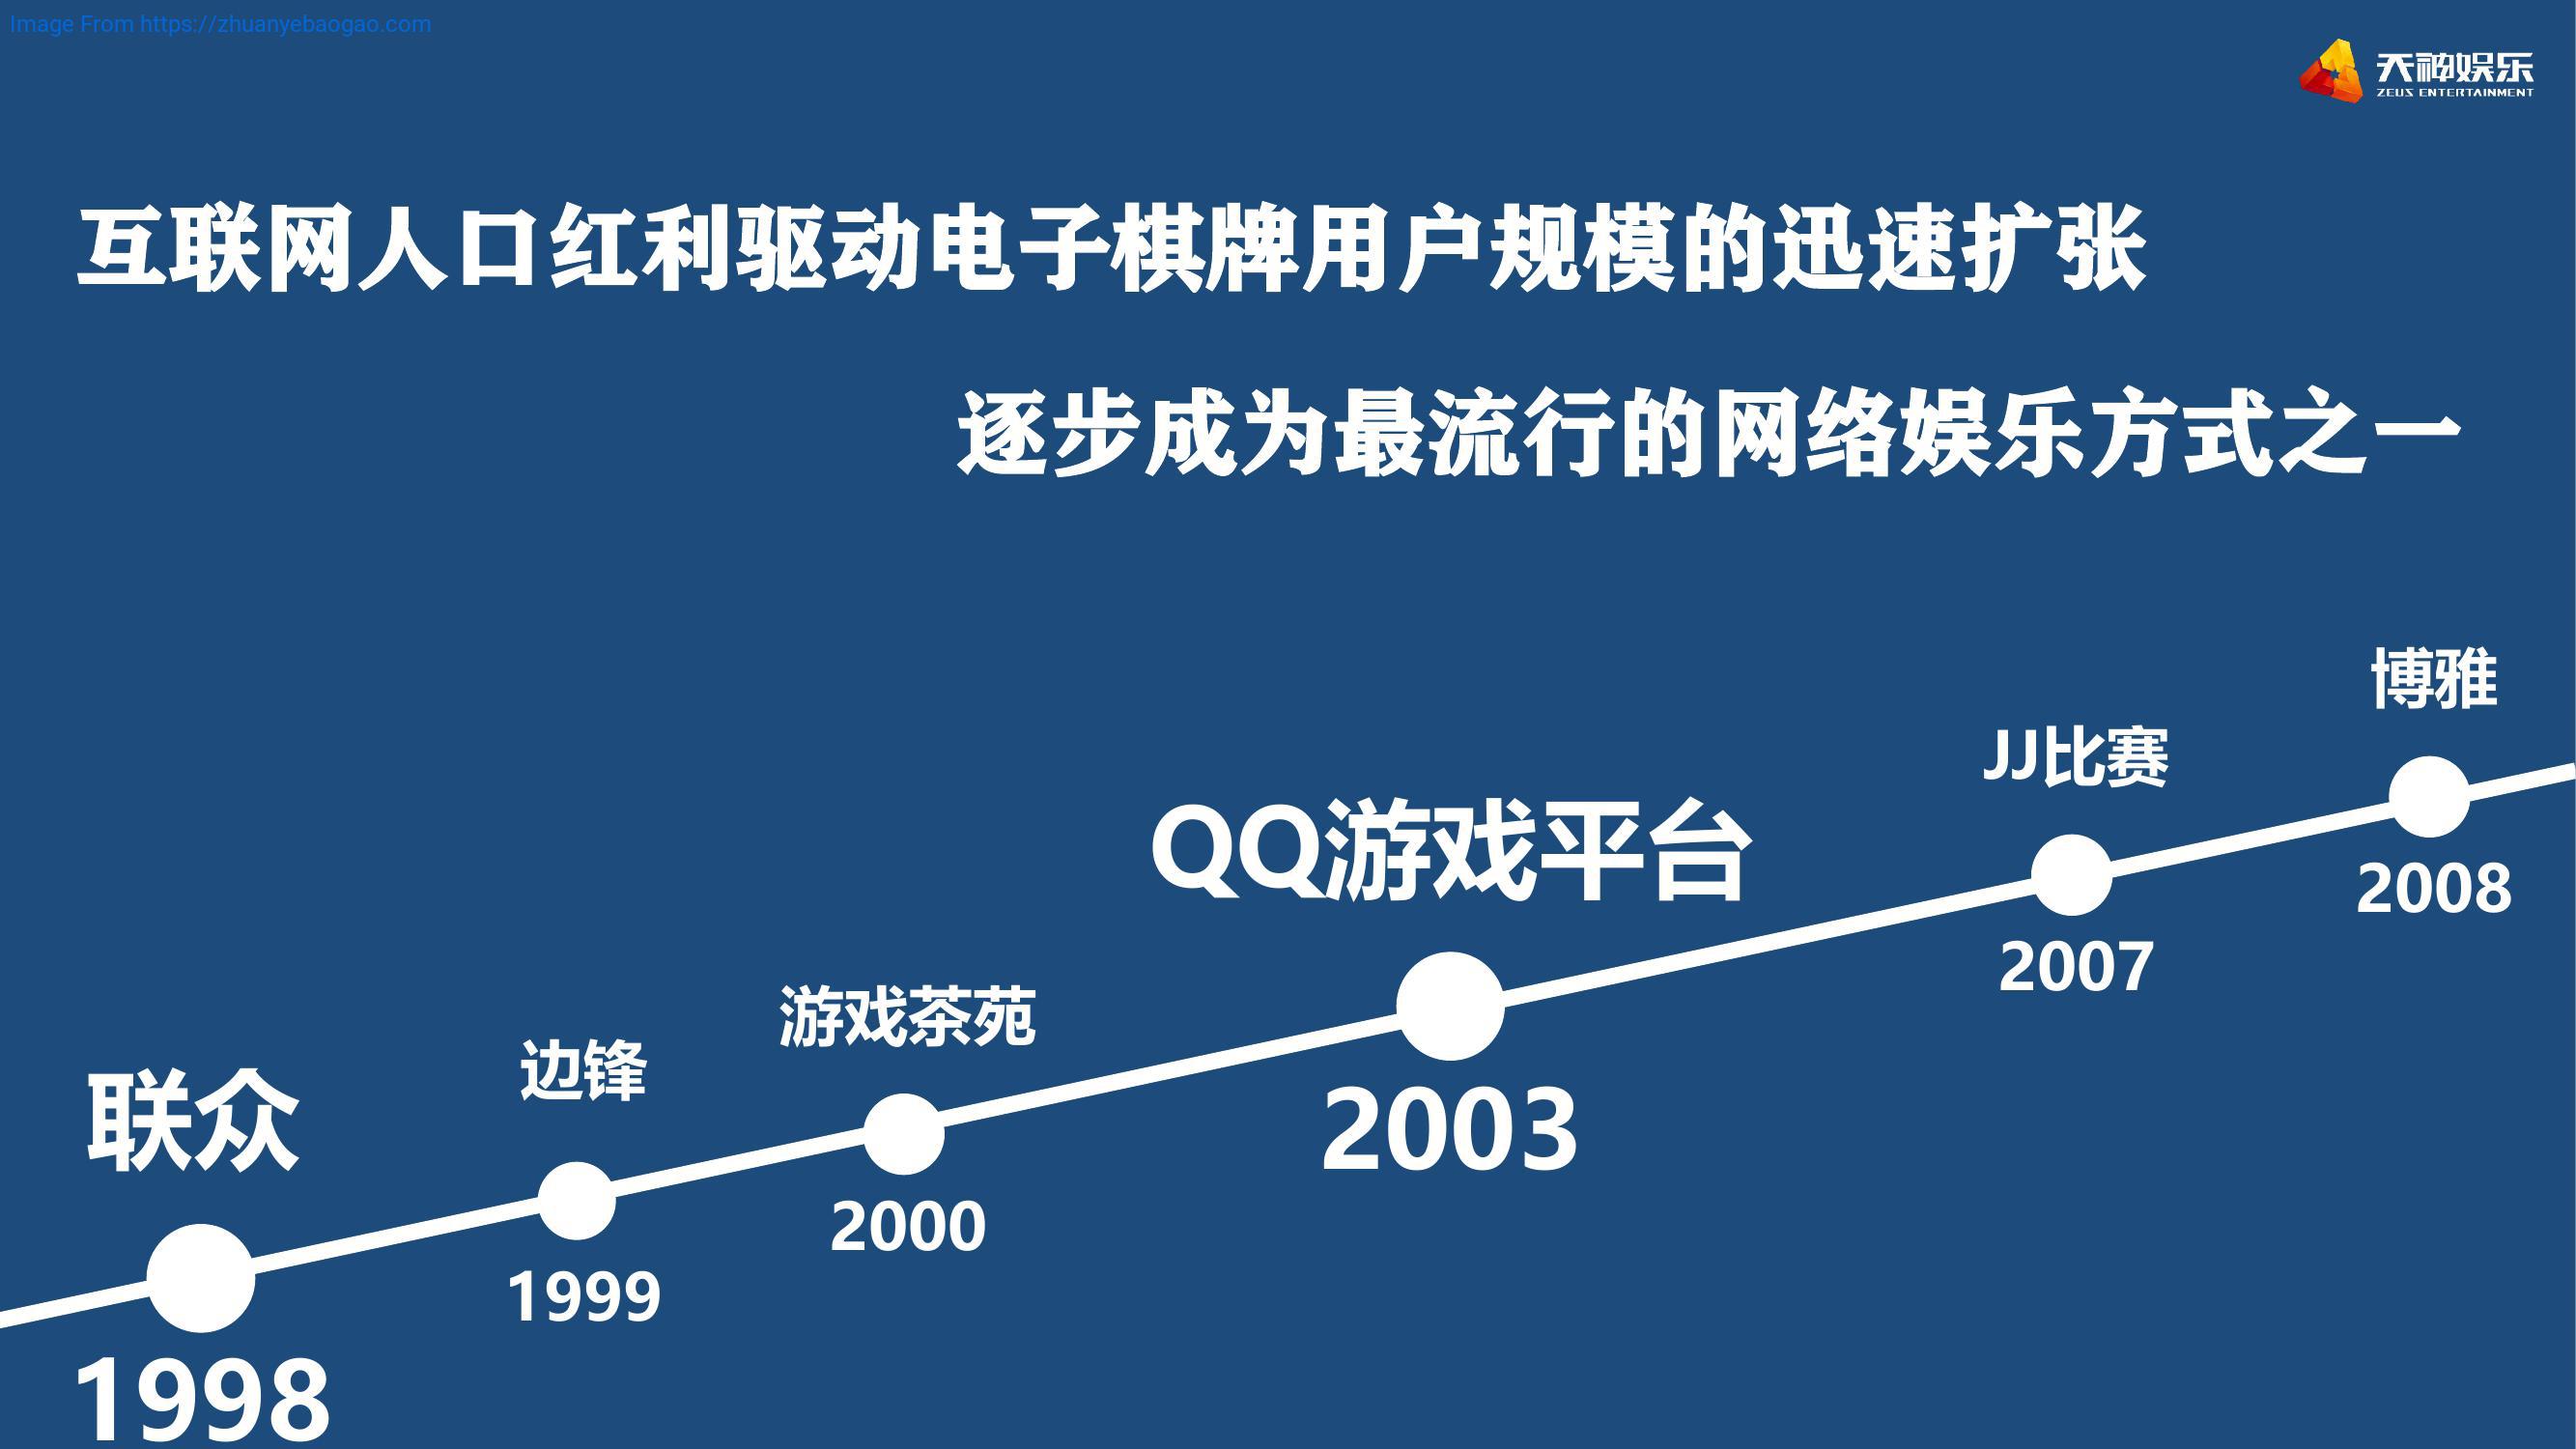 Image From https://zhuanyebaogao.com
天神娱乐
ZEUS ENTERTAINMENT
互联网人口红利驱动电子棋牌用户规模的迅速扩张
逐步成为最流行的网络娱乐方式之一
联众
1998
边锋
1999
游戏茶苑
2000
QQ游戏平台
2003
JJ比赛
2007
博雅
2008